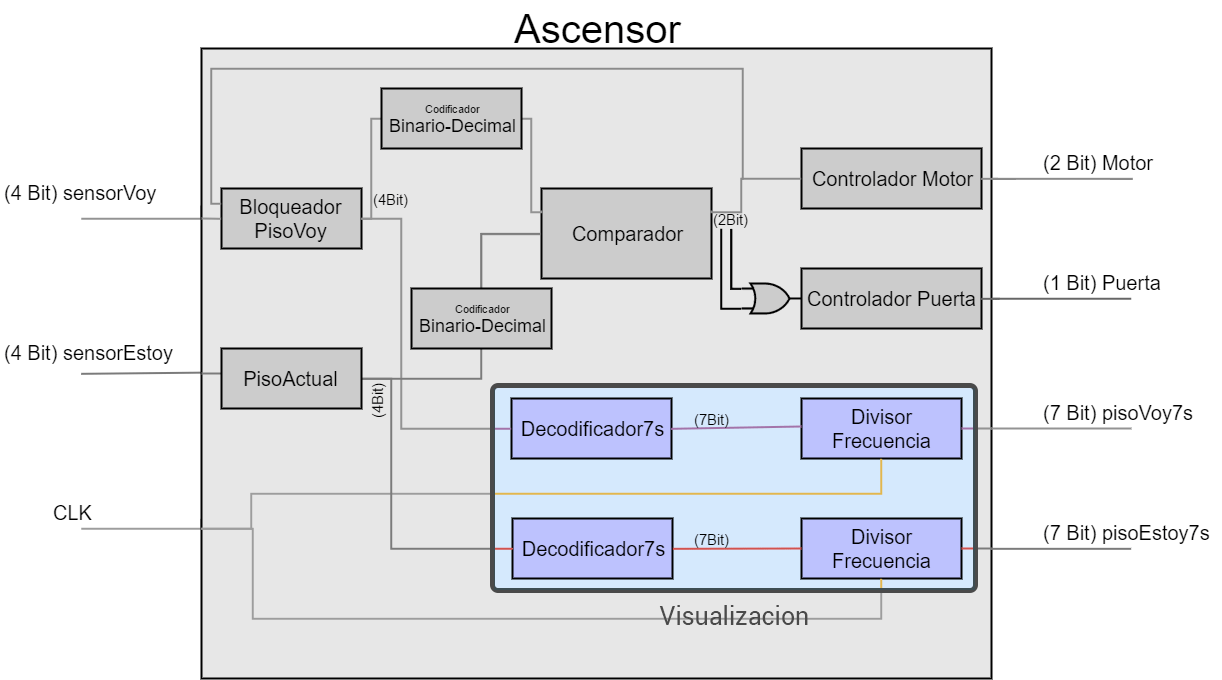 Ascensor
Codificador
Binario-Decimal
(4 Bit) sensorVoy
Bloqueador
PisoVoy
(4Bit)
Comparador
(2Bit)
Controlador Motor
(2 Bit) Motor
Controlador Puerta
(1 Bit) Puerta
Codificador
Binario-Decimal
(4 Bit) sensorEstoy
PisoActual
(4Bit)
Decodificador7s
(7Bit)
Divisor
Frecuencia
(7 Bit) pisoVoy7s
CLK
Decodificador7s
(7Bit)
Divisor
Frecuencia
(7 Bit) pisoEstoy7s
Visualizacion